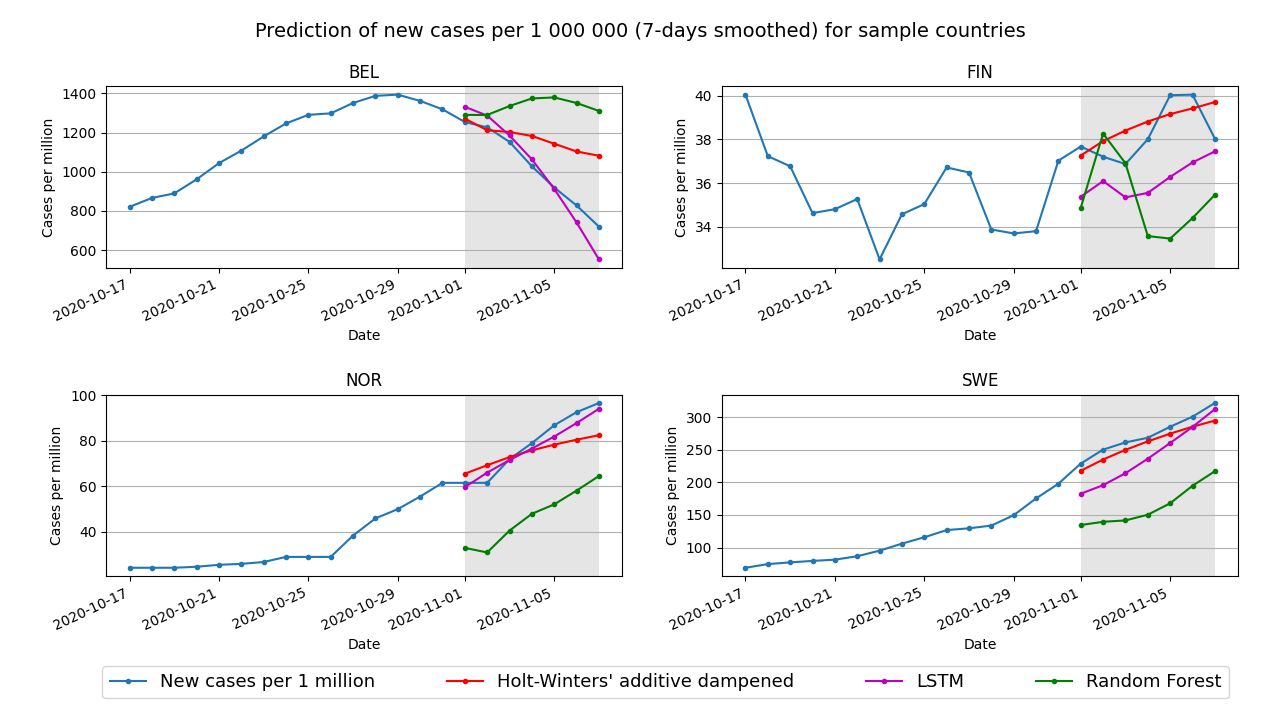 Prediction of new cases per 1 000 000 (7-days smoothed) for sample countries
BEL
Cases per million
1400
1200
1000
800
600
2020-10-17
2020-10-21
2020-10-25
2020-10-29
2020-11-01
2020-11-05
Date
FIN
Cases per million
40
38
36
34
2020-10-17
2020-10-21
2020-10-25
2020-10-29
2020-11-01
2020-11-05
Date
NOR
Cases per million
100
80
60
40
2020-10-17
2020-10-21
2020-10-25
2020-10-29
2020-11-01
2020-11-05
Date
SWE
Cases per million
300
250
200
150
100
2020-10-17
2020-10-21
2020-10-25
2020-10-29
2020-11-01
2020-11-05
Date
New cases per 1 million
Holt-Winters' additive dampened
LSTM
Random Forest